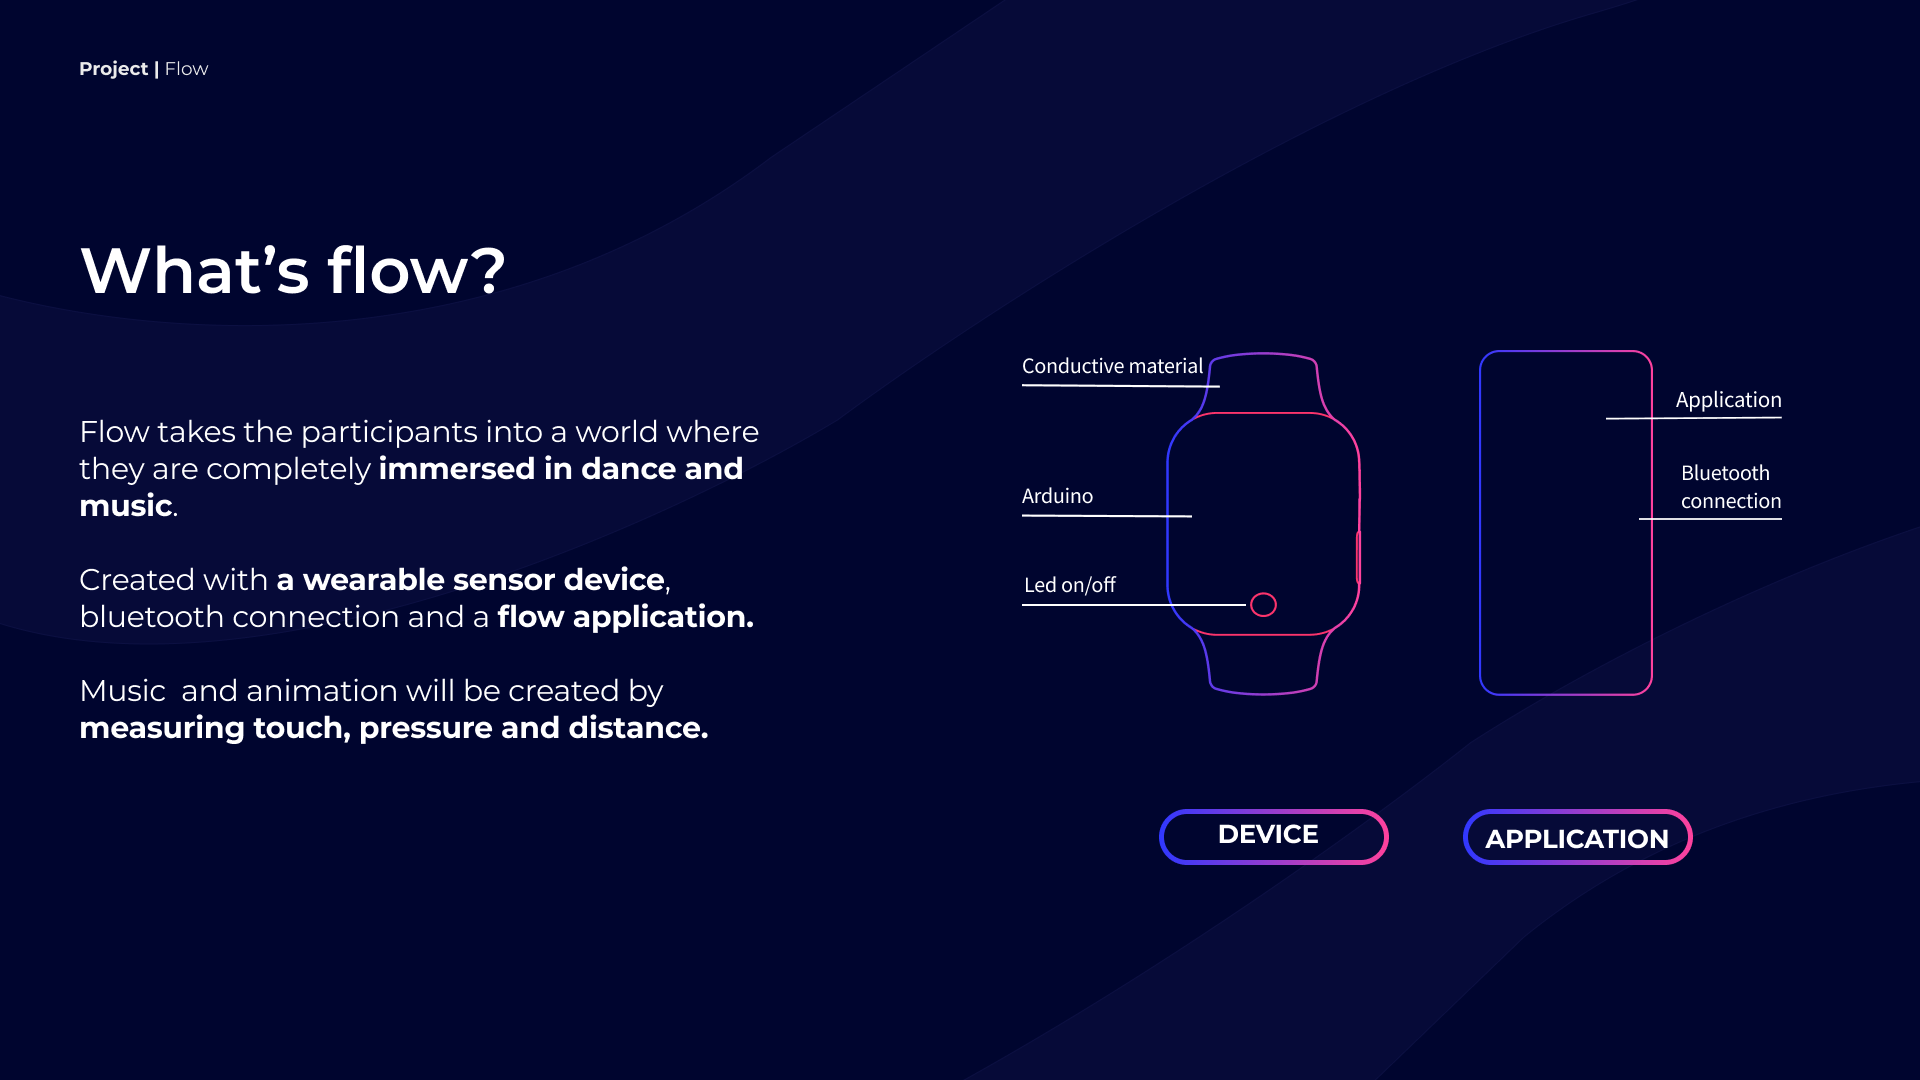 Project | Flow
What’s flow?
Flow takes the participants into a world where
they are completely immersed in dance and
music.
Created with a wearable sensor device,
bluetooth connection and a flow application.
Music  and animation will be created by
measuring touch, pressure and distance.
Conductive material
Arduino
Led on/off
Application
Bluetooth
connection
DEVICE
APPLICATION